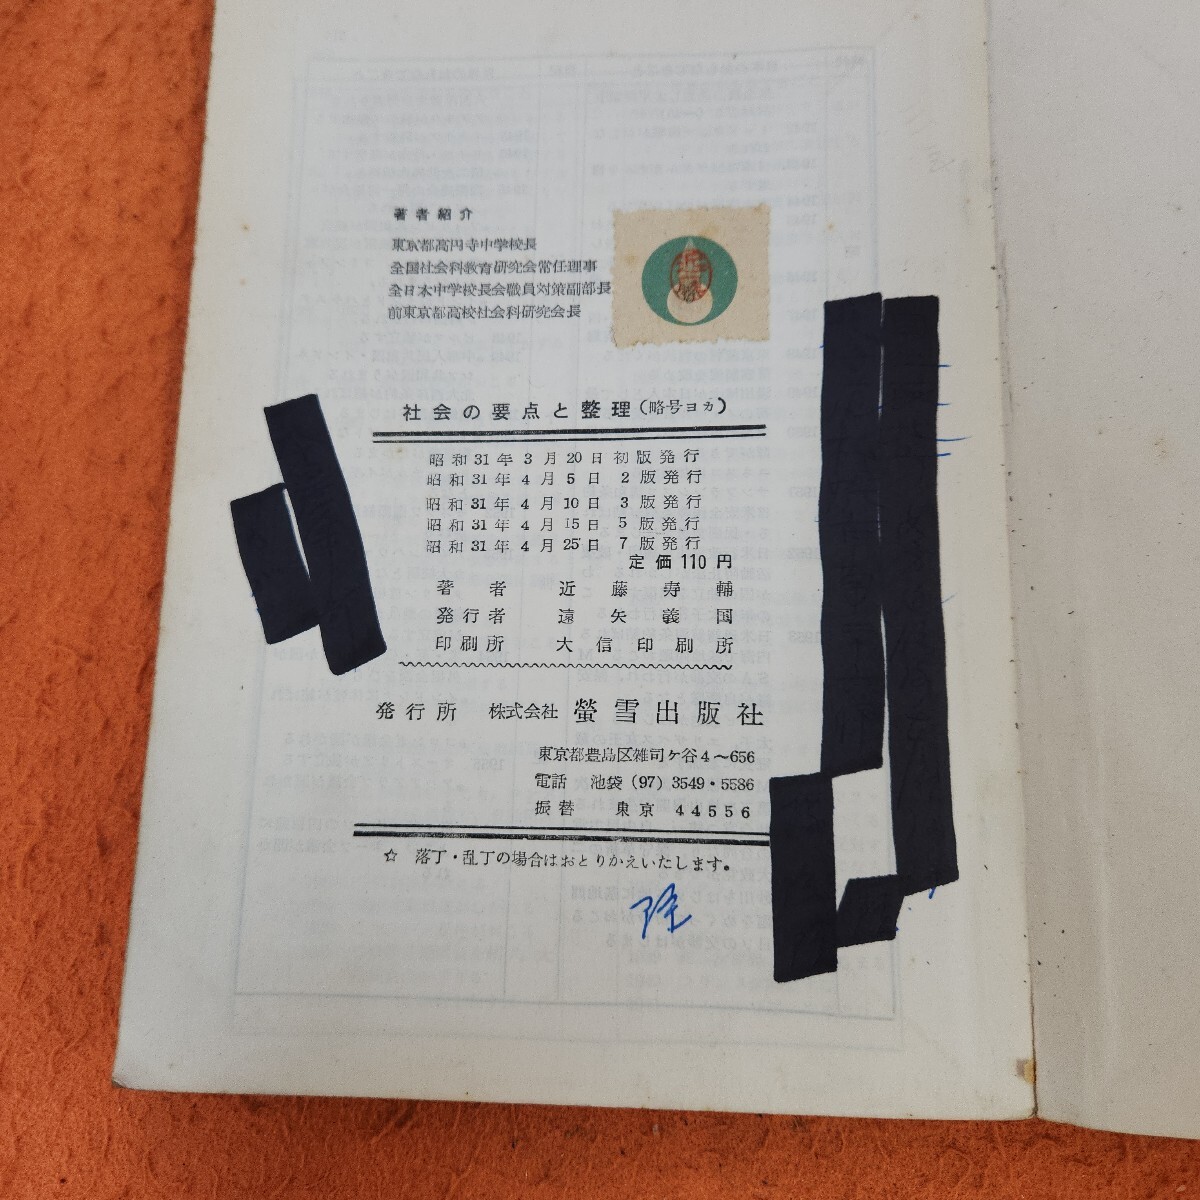 著者紹介
東京都高円寺中学校長
全国社会科教育研究会常任理事
全日本中学校長会職員対策副部長
前東京都高校社会科研究会長
近藤
社会の要点と整理(略号ヨカ)
昭和31年3月20日初版発行
昭和31年4月5日2版発行
昭和31年4月10日3版発行
昭和31年4月15日5版発行
昭和31年4月25日7版発行
定価110円
著者 近藤寿輔
発行者 遠矢義国
印刷所 大信印刷所
発行所 株式会社 螢雪出版社
東京都豊島区雑司ケ谷4～656
電話 池袋(97)3549・5586
振替 東京 44556
☆ 落丁・乱丁の場合はおとりかえいたします。